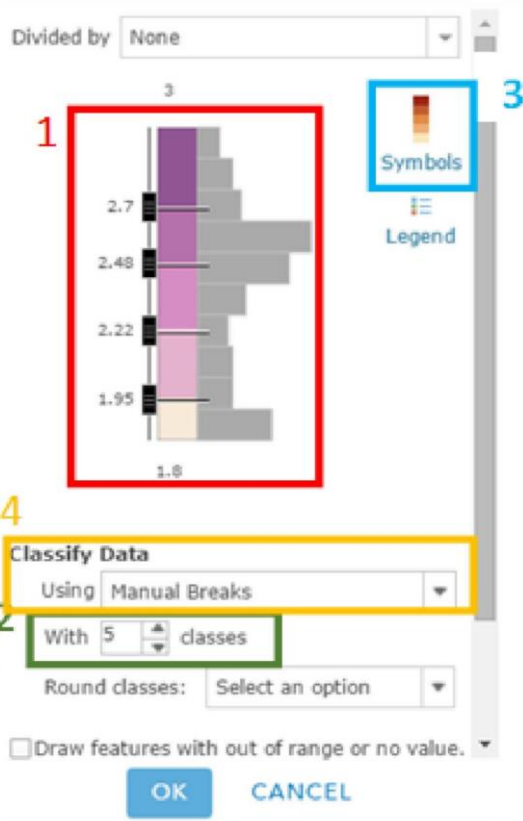 Divided by None
3
3
1
Symbols
2.7
Legend
2.48
2.22
1.95
1.8
4
Classify Data
Using Manual Breaks
2
With 5 classes
Round classes: Select an option
Draw features with out of range or no value.
OK CANCEL